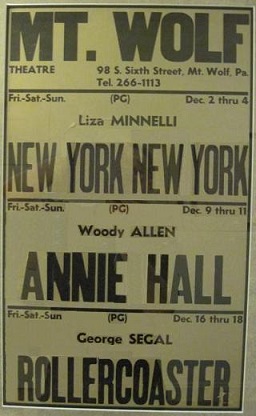 MT. WOLF
THEATRE 98 S. Sixth Street, Mt. Wolf, Pa.
Tel. 266-1113
Fri.-Sat.-Sun. (PG) Dec. 2 thru 4
Liza MINNELLI
NEW YORK NEW YORK
Fri.-Sat.-Sun. (PG) Dec. 9 thru 11
Woody ALLEN
ANNIE HALL
Fri.-Sat.-Sun (PG) Dec. 16 thru 18
George SEGAL
ROLLERCOASTER